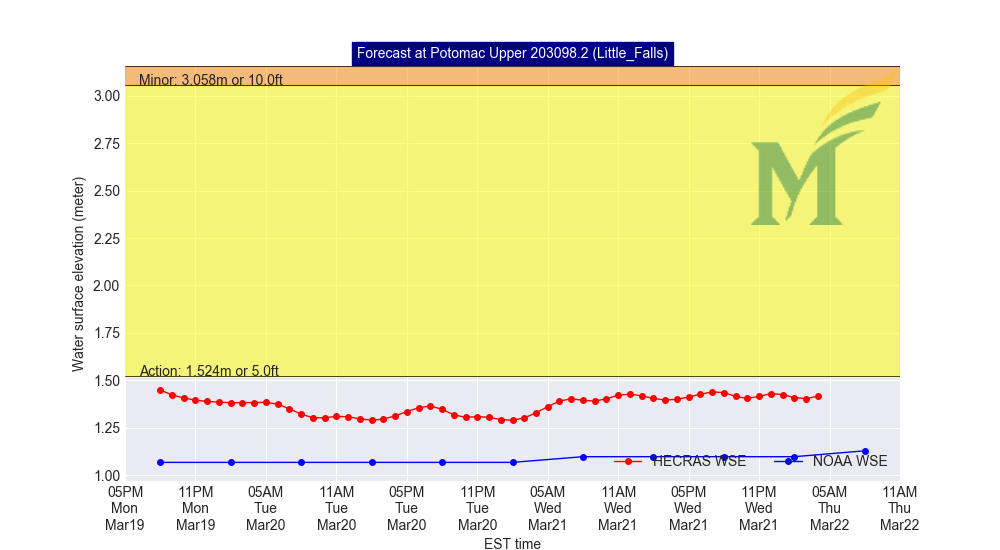 Forecast at Potomac Upper 203098.2 (Little_Falls)
Minor: 3.058m or 10.0ft
3.00
2.75
2.50
2.25
2.00
1.75
1.50
1.25
1.00
Water surface elevation (meter)
Action: 1.524m or 5.0ft
HECRAS WSE NOAA WSE
05PM 11PM 05AM 11AM 05PM 11PM 05AM 11AM 05PM 11PM 05AM 11AM
Mon Mon Tue Tue Tue Tue Wed Wed Wed Wed Thu Thu
Mar19 Mar19 Mar20 Mar20 Mar20 Mar20 Mar21 Mar21 Mar21 Mar21 Mar22 Mar22
EST time
M